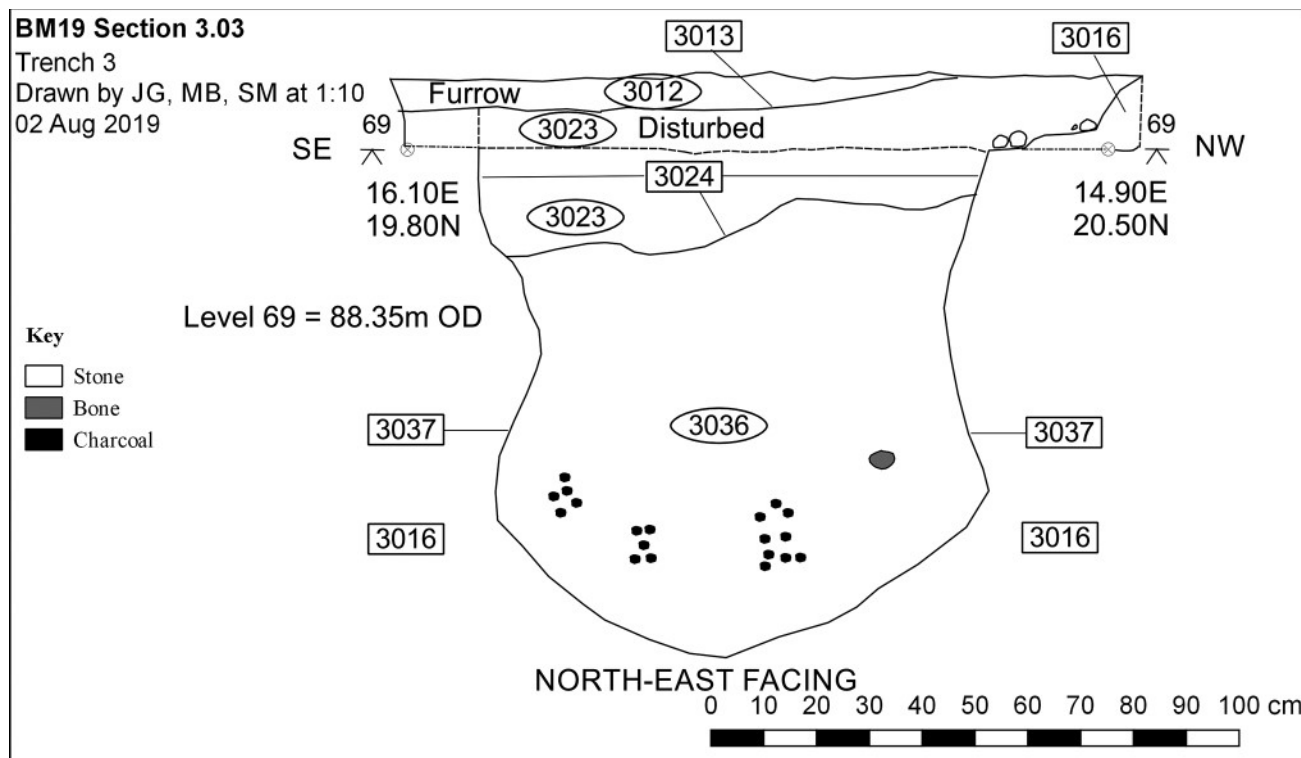 BM19 Section 3.03
Trench 3
Drawn by JG, MB, SM at 1:10
02 Aug 2019
3013
3016
Furrow
3012
69
3023
Disturbed
69
SE
NW
3024
16.10E
19.80N
3023
14.90E
20.50N
Level 69 = 88.35m OD
Key
Stone
Bone
Charcoal
3037
3036
3037
3016
3016
NORTH-EAST FACING
0 10 20 30 40 50 60 70 80 90 100 cm